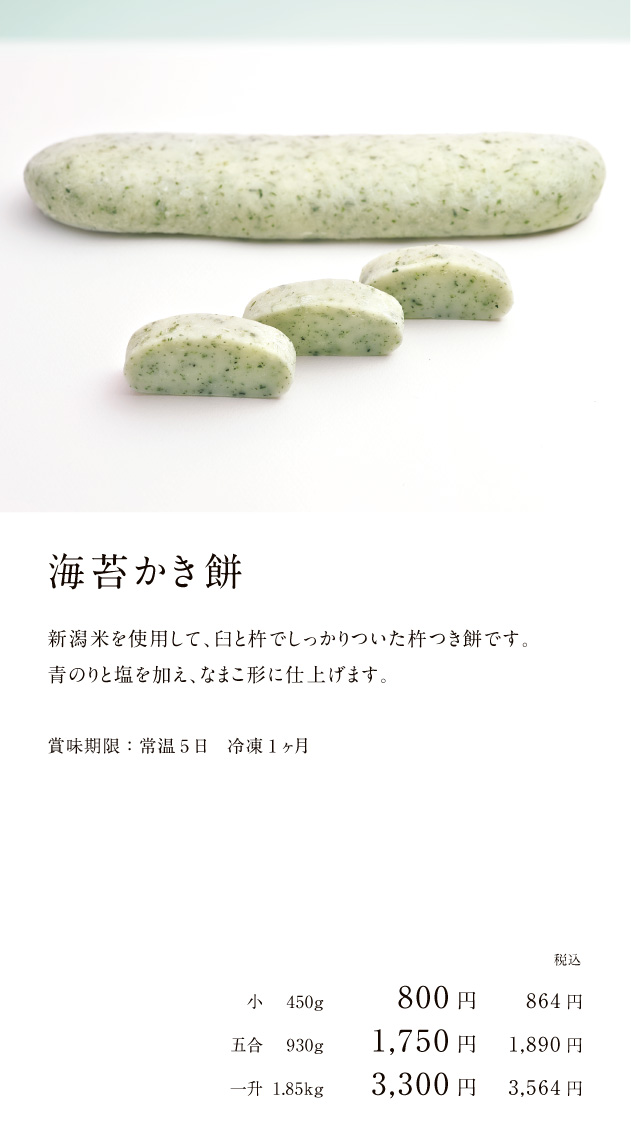 海苔かき餅
新潟米を使用して、臼と杵でしっかりついた杵つき餅です。
青のりと塩を加え、なまこ形に仕上げます。
賞味期限：常温５日　冷凍１ヶ月
税込
小 450g 800円 864円
五合 930g 1,750円 1,890円
一升 1.85kg 3,300円 3,564円